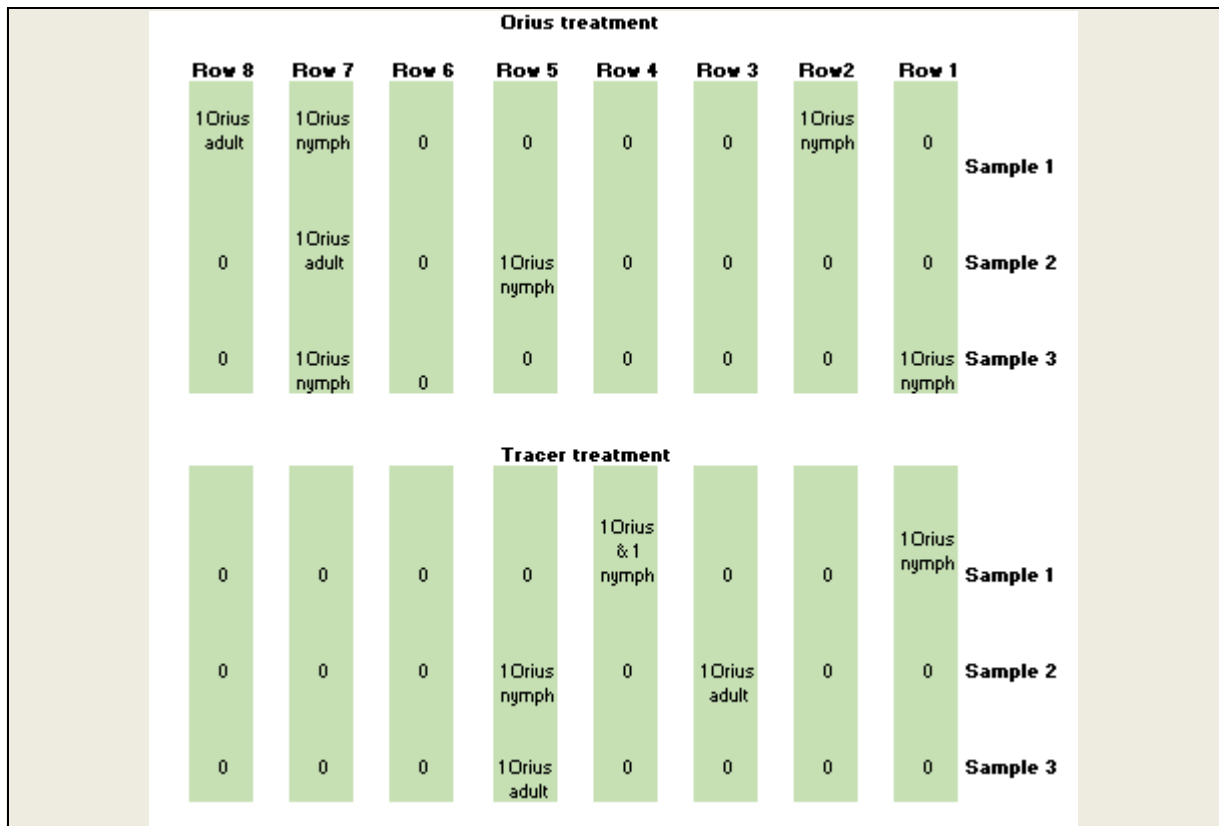 Orius treatment
Row 8 Row 7 Row 6 Row 5 Row 4 Row 3 Row2 Row 1
1 Orius 1 Orius 1 Orius
adult nymph 0 0 0 0 nymph 0
Sample 1
1 Orius
0 adult 0 1 Orius 0 0 0 0 Sample 2
nymph
0 1 Orius 0 0 0 0 1 Orius Sample 3
nymph 0 nymph
Tracer treatment
1 Orius 1 Orius
& 1 nymph
0 0 0 0 nymph 0 0 Sample 1
0 0 0 1 Orius 0 1 Orius 0 0 Sample 2
nymph adult
0 0 0 1 Orius 0 0 0 0 Sample 3
adult